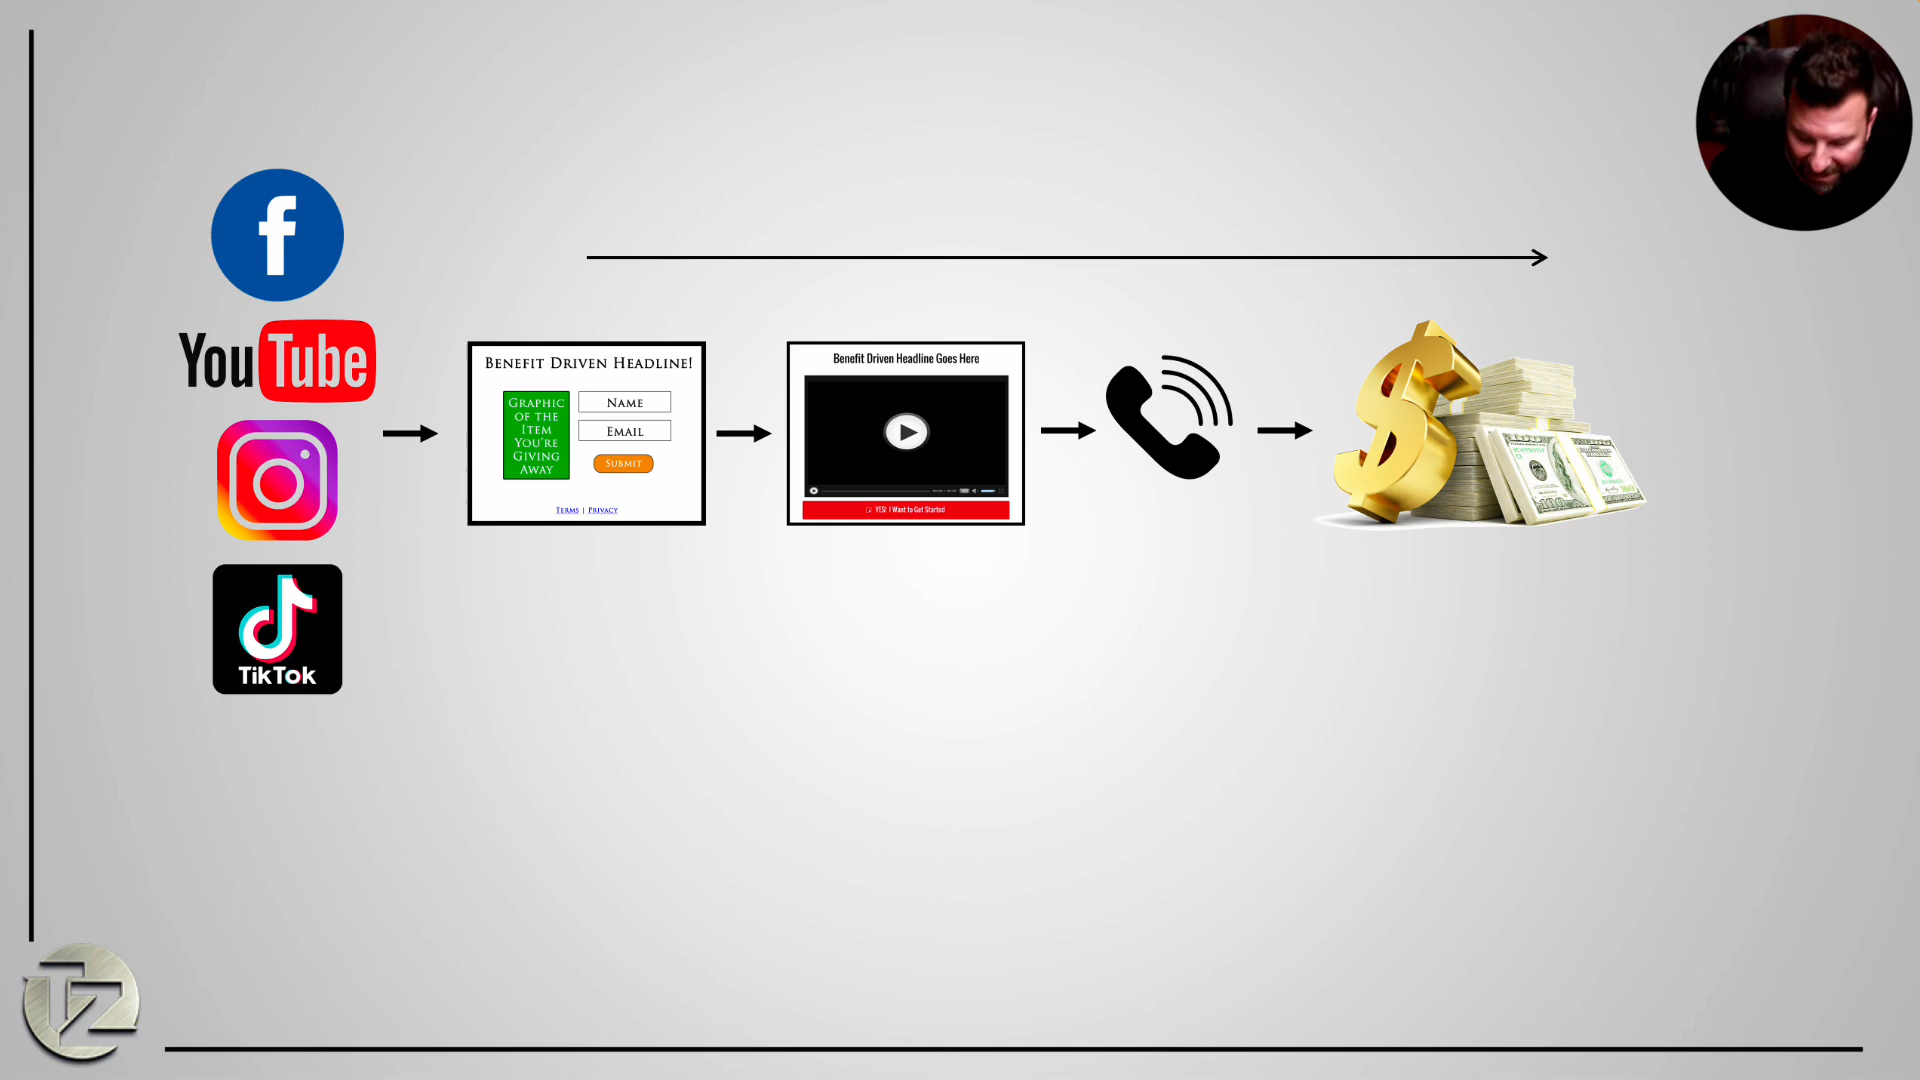 f
YouTube
TikTok
BENEFIT DRIVEN HEADLINE!
GRAPHIC
OF THE
ITEM
YOU'RE
GIVING
AWAY
NAME
EMAIL
SUBMIT
TERMS | PRIVACY
Benefit Driven Headline Goes Here
YES! I Want to Get Started
$
TZ